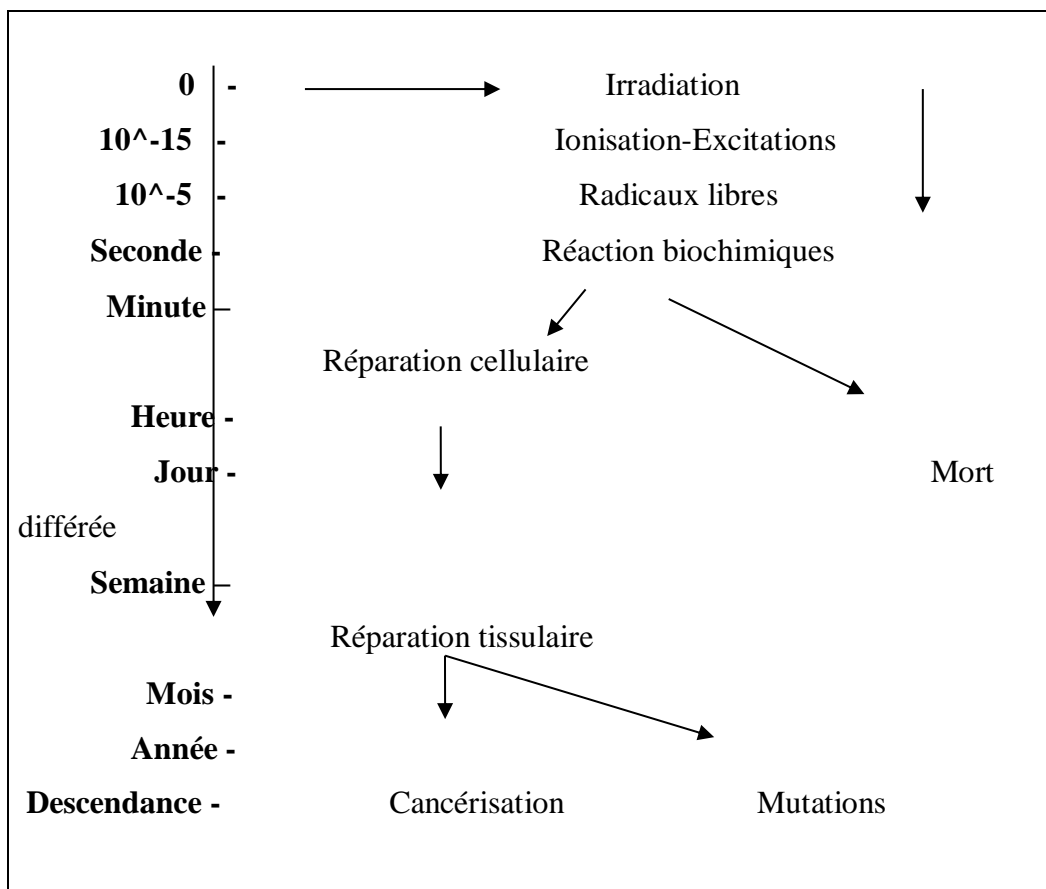 0 - Irradiation
10^-15 - Ionisation-Excitations
10^-5 - Radicaux libres
Seconde - Réaction biochimiques
Minute –
Réparation cellulaire
Heure -
Jour - Mort
différée
Semaine –
Réparation tissulaire
Mois -
Année -
Descendance - Cancérisation Mutations